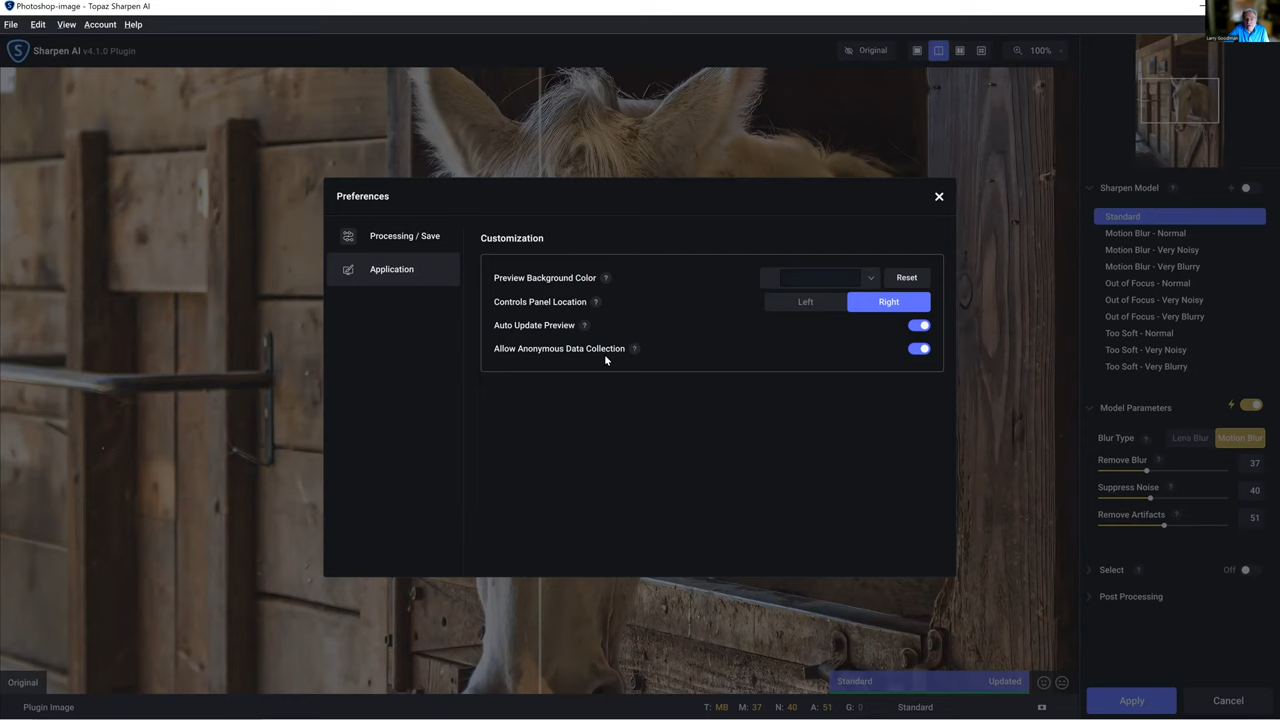 Photoshop-image - Topaz Sharpen AI
File Edit View Account Help
Larry Goodman
Sharpen AI v4.1.0 Plugin
Original
100%
Sharpen Model ?
Standard
Motion Blur - Normal
Motion Blur - Very Noisy
Motion Blur - Very Blurry
Out of Focus - Normal
Out of Focus - Very Noisy
Out of Focus - Very Blurry
Too Soft - Normal
Too Soft - Very Noisy
Too Soft - Very Blurry
Preferences
Processing / Save
Application
Customization
Preview Background Color ? Reset
Controls Panel Location ? Left Right
Auto Update Preview ?
Allow Anonymous Data Collection ?
Model Parameters
Blur Type ? Lens Blur Motion Blur
Remove Blur ? 37
Suppress Noise ? 40
Remove Artifacts ? 51
Select ? Off
Post Processing
Original
Standard Updated
Plugin Image
T: MB M: 37 N: 40 A: 51 G: 0 Standard
Apply Cancel